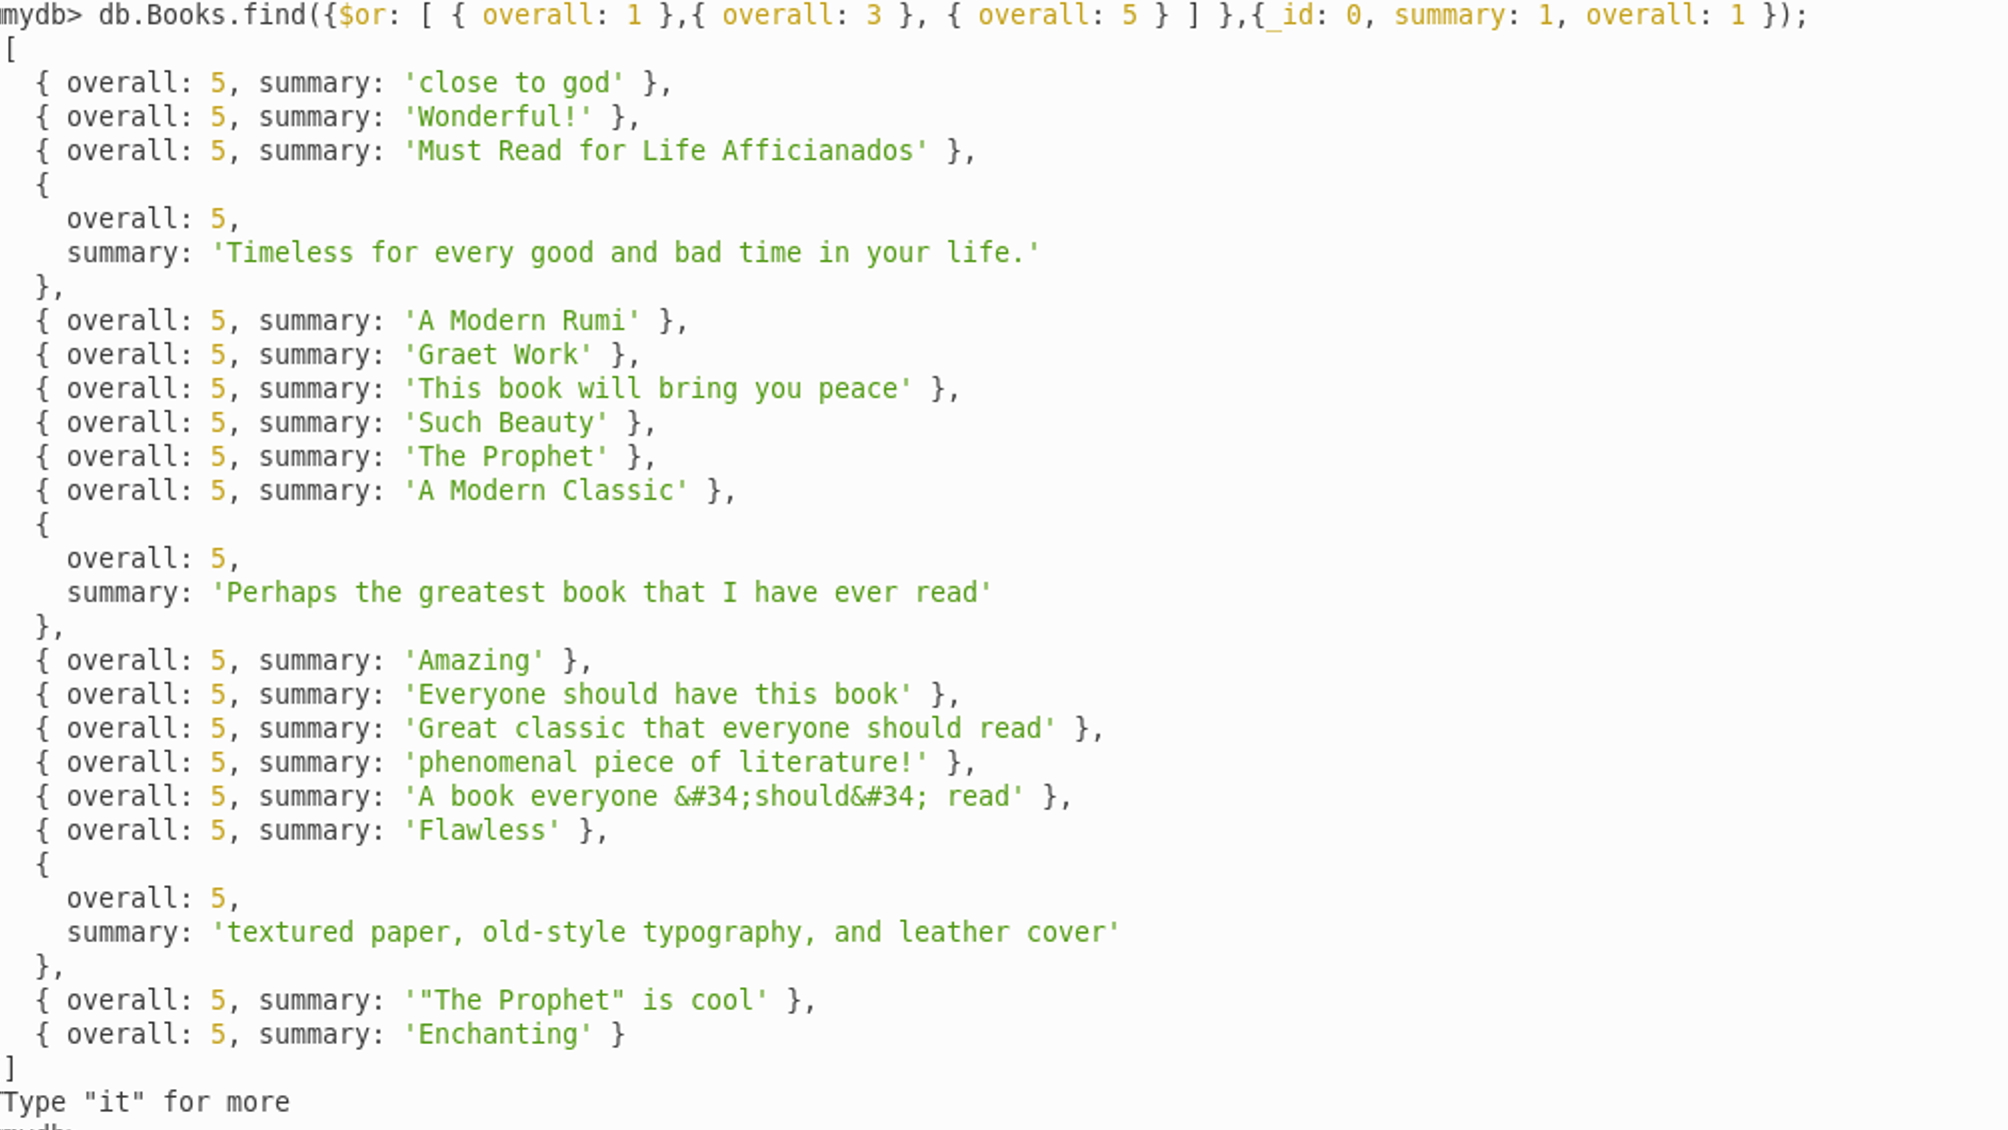 mydb> db.Books.find({$or: [ { overall: 1 },{ overall: 3 }, { overall: 5 } ] },{_id: 0, summary: 1, overall: 1 });
[
  { overall: 5, summary: 'close to god' },
  { overall: 5, summary: 'Wonderful!' },
  { overall: 5, summary: 'Must Read for Life Afficianados' },
  {
    overall: 5,
    summary: 'Timeless for every good and bad time in your life.'
  },
  { overall: 5, summary: 'A Modern Rumi' },
  { overall: 5, summary: 'Graet Work' },
  { overall: 5, summary: 'This book will bring you peace' },
  { overall: 5, summary: 'Such Beauty' },
  { overall: 5, summary: 'The Prophet' },
  { overall: 5, summary: 'A Modern Classic' },
  {
    overall: 5,
    summary: 'Perhaps the greatest book that I have ever read'
  },
  { overall: 5, summary: 'Amazing' },
  { overall: 5, summary: 'Everyone should have this book' },
  { overall: 5, summary: 'Great classic that everyone should read' },
  { overall: 5, summary: 'phenomenal piece of literature!' },
  { overall: 5, summary: 'A book everyone &#34;should&#34; read' },
  { overall: 5, summary: 'Flawless' },
  {
    overall: 5,
    summary: 'textured paper, old-style typography, and leather cover'
  },
  { overall: 5, summary: '"The Prophet" is cool' },
  { overall: 5, summary: 'Enchanting' }
]
Type "it" for more